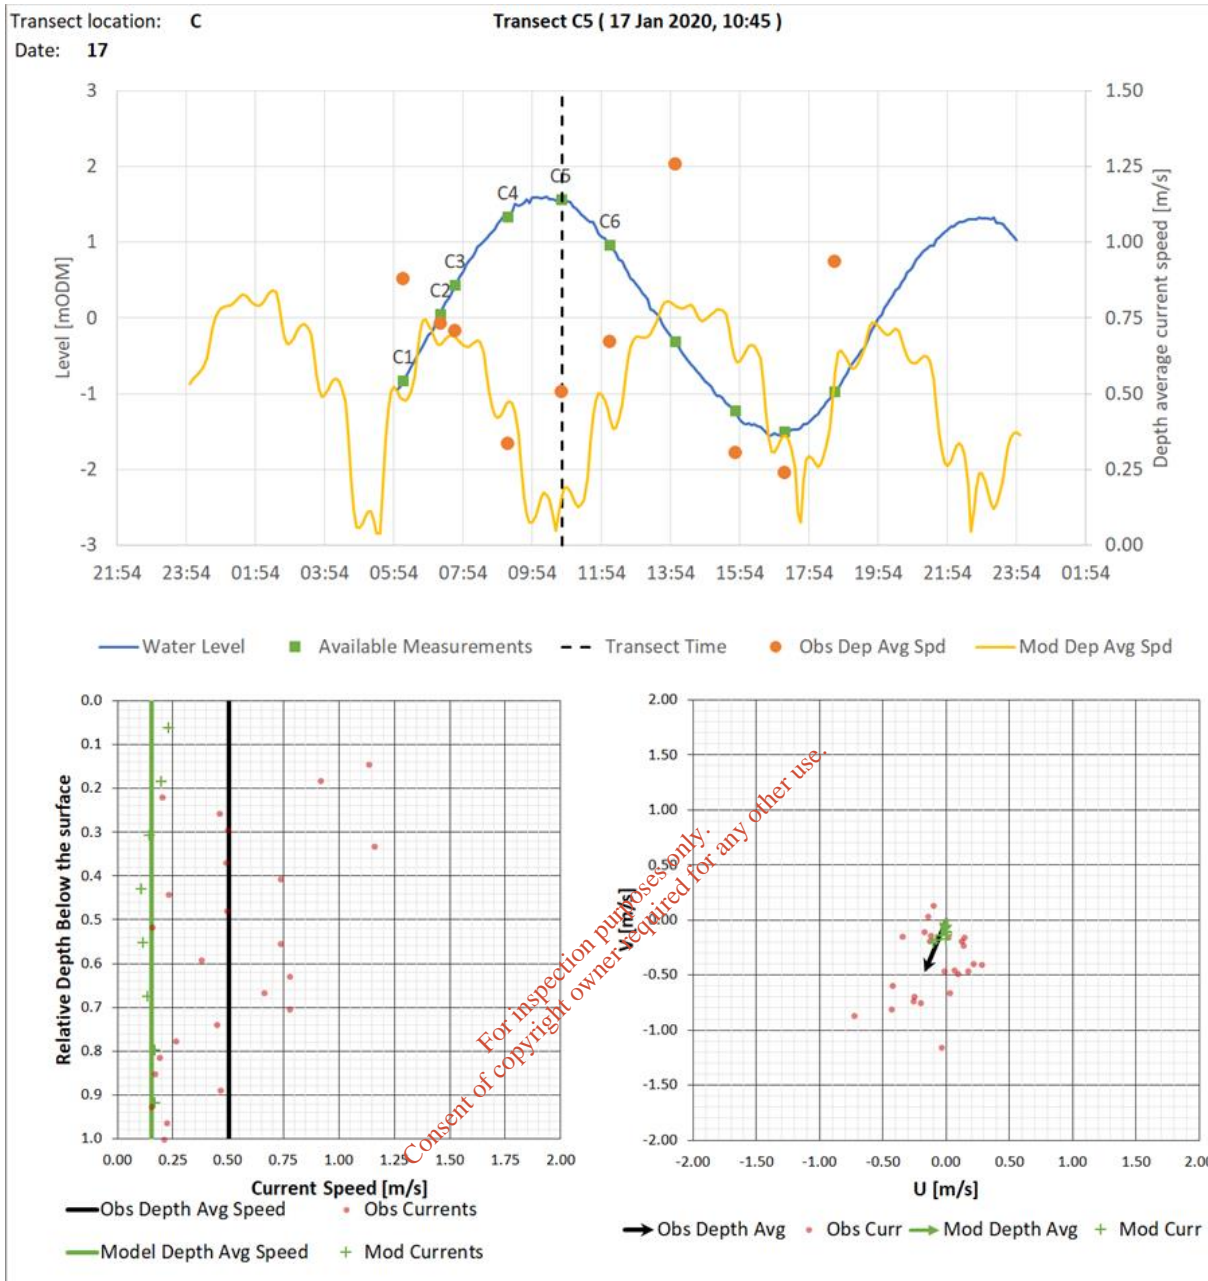 Transect location: C
Transect C5 ( 17 Jan 2020, 10:45 )
Date: 17
3
2
1
0
-1
-2
-3
Level [mODM]
1.50
1.25
1.00
0.75
0.50
0.25
0.00
Depth average current speed [m/s]
C1
C2
C3
C4
C5
C6
21:54 23:54 01:54 03:54 05:54 07:54 09:54 11:54 13:54 15:54 17:54 19:54 21:54 23:54 01:54
Water Level Available Measurements Transect Time Obs Dep Avg Spd Mod Dep Avg Spd
0.0
0.1
0.2
0.3
0.4
0.5
0.6
0.7
0.8
0.9
1.0
Relative Depth Below the surface
0.00 0.25 0.50 0.75 1.00 1.25 1.50 1.75 2.00
Current Speed [m/s]
Obs Depth Avg Speed Obs Currents
Model Depth Avg Speed Mod Currents
2.00
1.50
1.00
0.50
0.00
-0.50
-1.00
-1.50
-2.00
V [m/s]
-2.00 -1.50 -1.00 -0.50 0.00 0.50 1.00 1.50 2.00
U [m/s]
Obs Depth Avg Obs Curr Mod Depth Avg Mod Curr
For inspection purposes only.
Consent of copyright owner required for any other use.